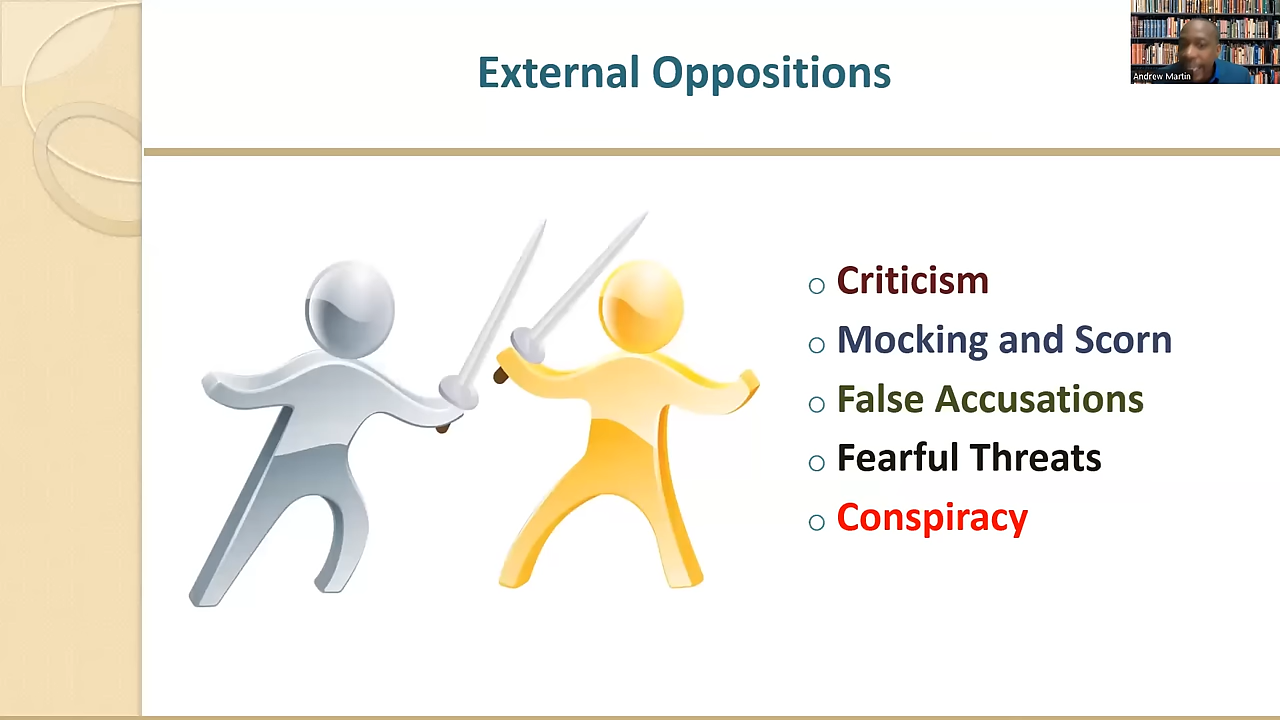 External Oppositions
Andrew Martin
Criticism
Mocking and Scorn
False Accusations
Fearful Threats
Conspiracy